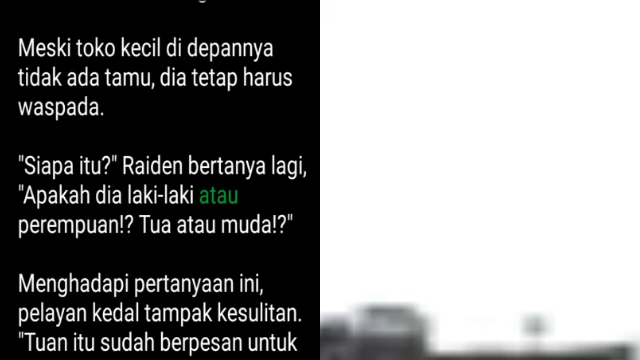 Meski toko kecil di depannya
tidak ada tamu, dia tetap harus
waspada.
"Siapa itu?" Raiden bertanya lagi,
"Apakah dia laki-laki atau
perempuan!? Tua atau muda!?"
Menghadapi pertanyaan ini,
pelayan kedal tampak kesulitan.
"Tuan itu sudah berpesan untuk